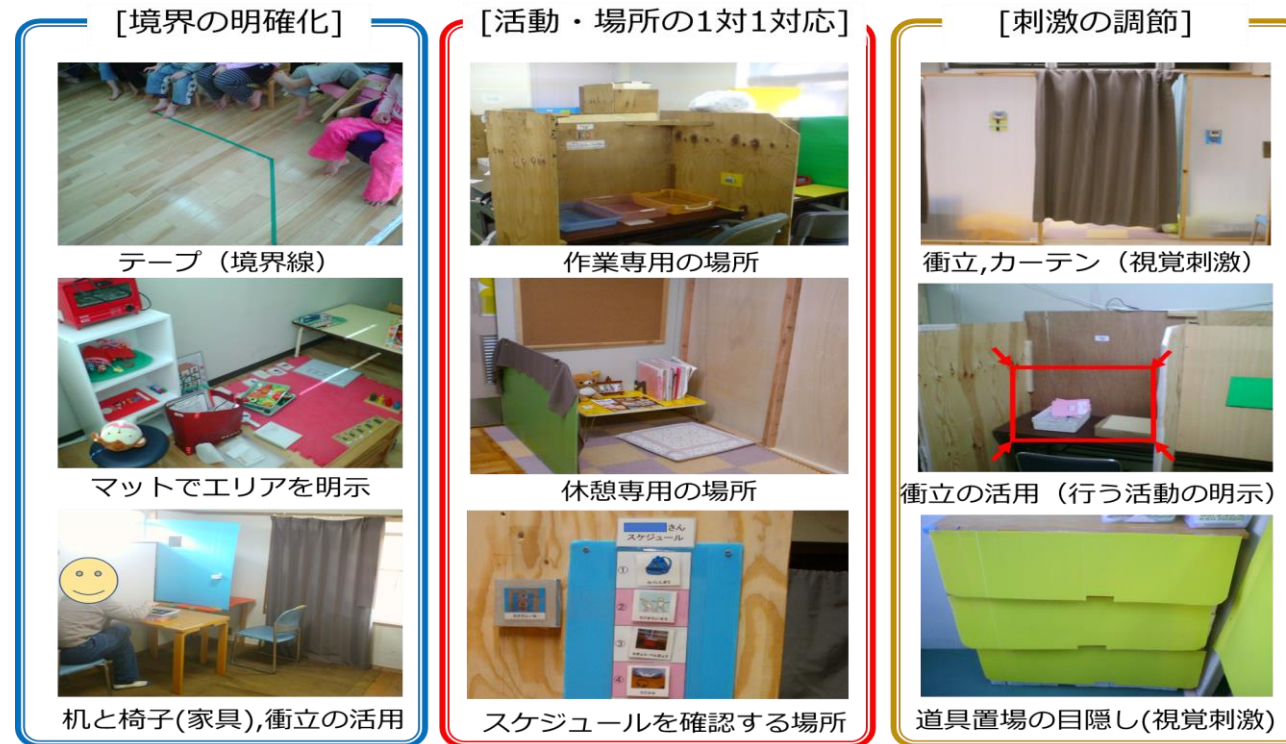 [境界の明確化]
テープ（境界線）
マットでエリアを明示
机と椅子(家具),衝立の活用
[活動・場所の1対1対応]
作業専用の場所
休憩専用の場所
さん
スケジュール
①
②
③
④
スケジュール
スケジュールを確認する場所
[刺激の調節]
衝立,カーテン（視覚刺激）
衝立の活用（行う活動の明示）
道具置場の目隠し(視覚刺激)